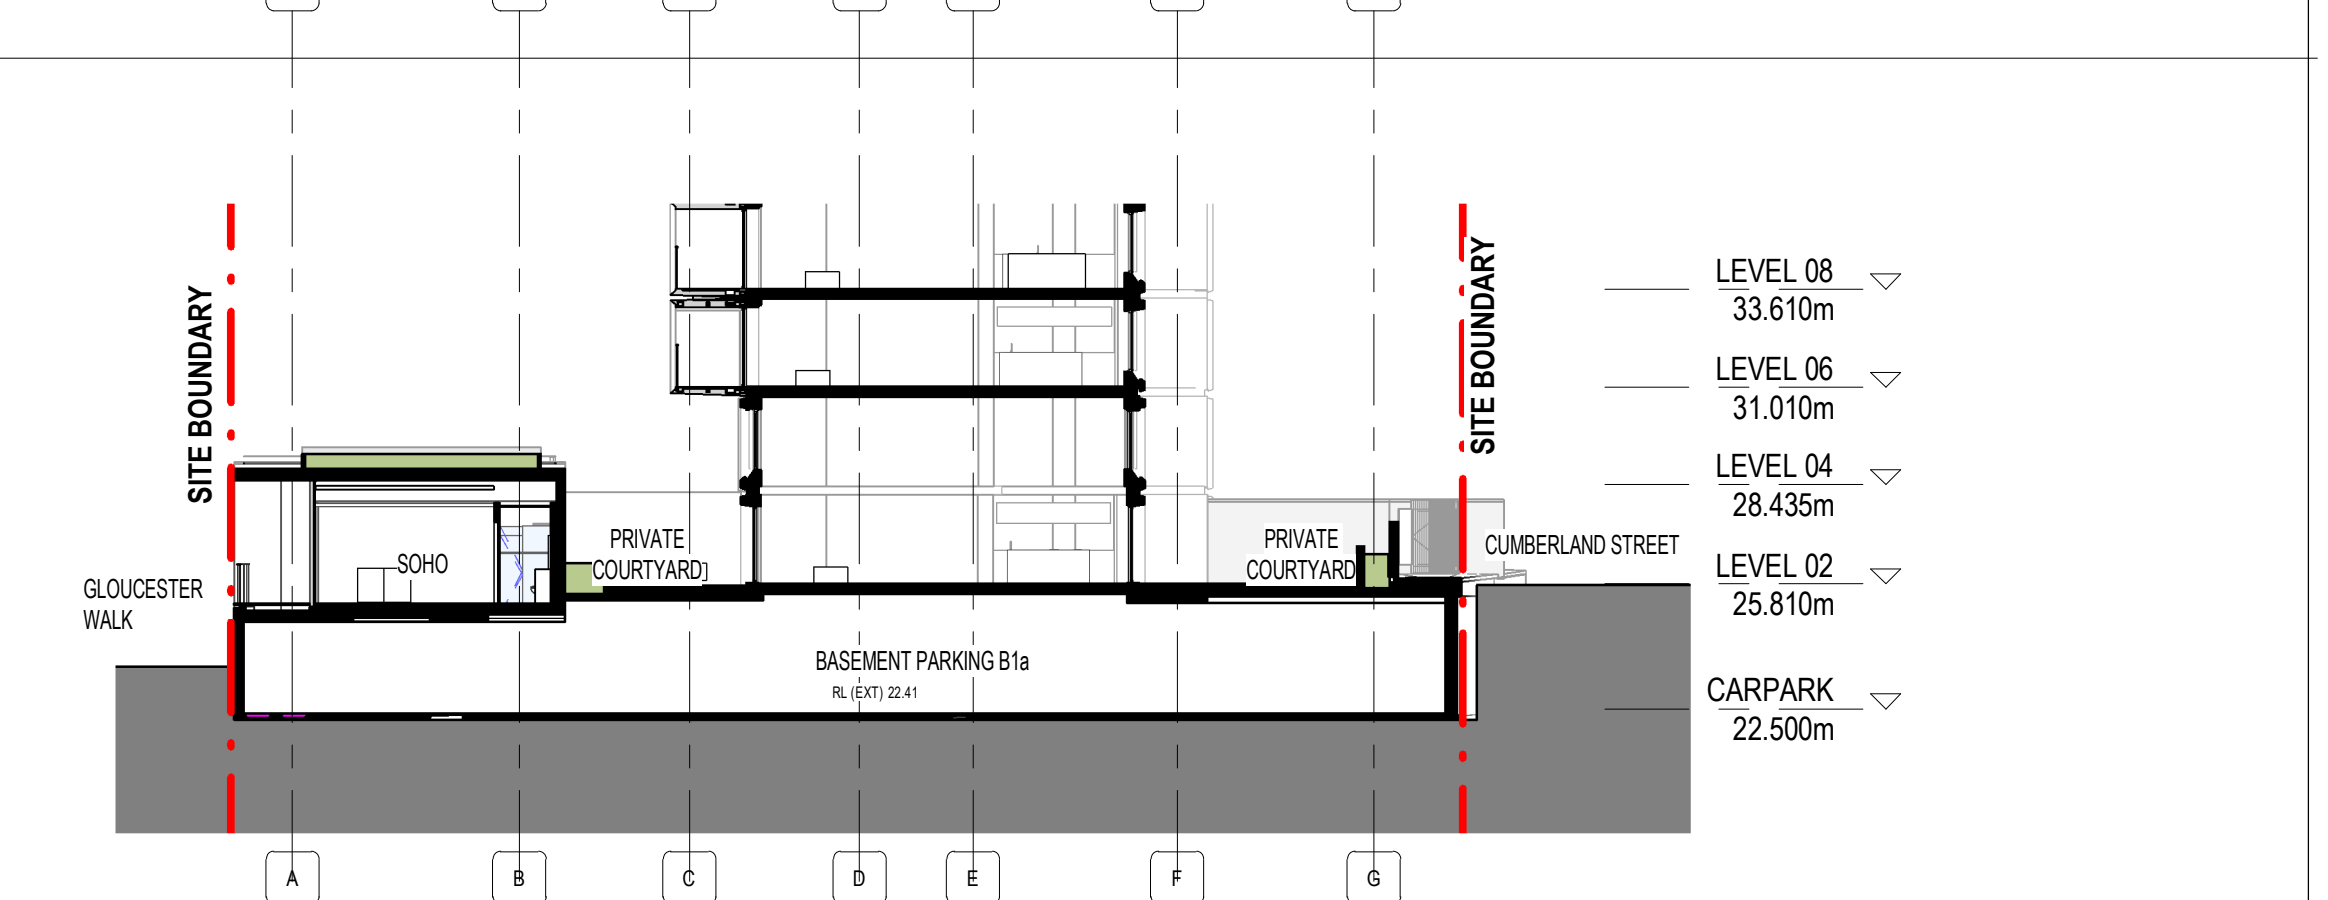 SITE BOUNDARY
SITE BOUNDARY
LEVEL 08
33.610m
LEVEL 06
31.010m
LEVEL 04
28.435m
LEVEL 02
25.810m
CARPARK
22.500m
PRIVATE
COURTYARD
PRIVATE
COURTYARD
CUMBERLAND STREET
SOHO
GLOUCESTER
WALK
BASEMENT PARKING B1a
RL (EXT) 22.41
A
B
C
D
E
F
G